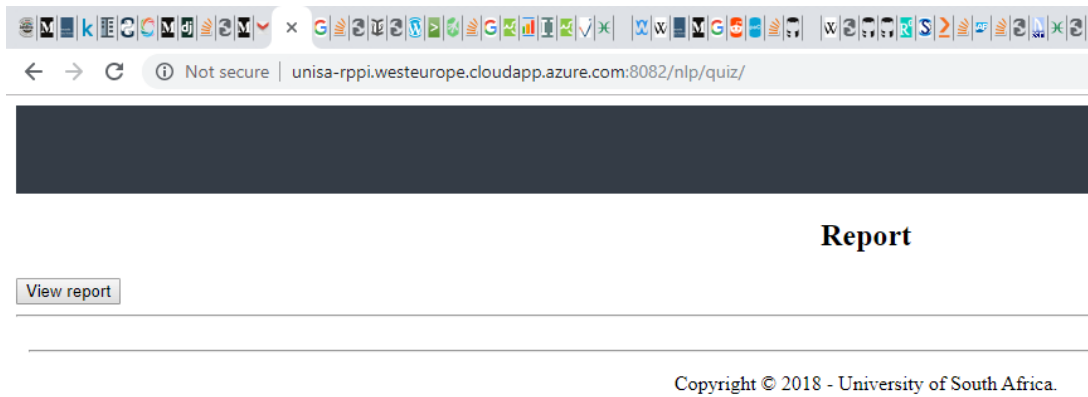 Not secure | unisa-rppi.westeurope.cloudapp.azure.com:8082/nlp/quiz/
Report
View report
Copyright © 2018 - University of South Africa.